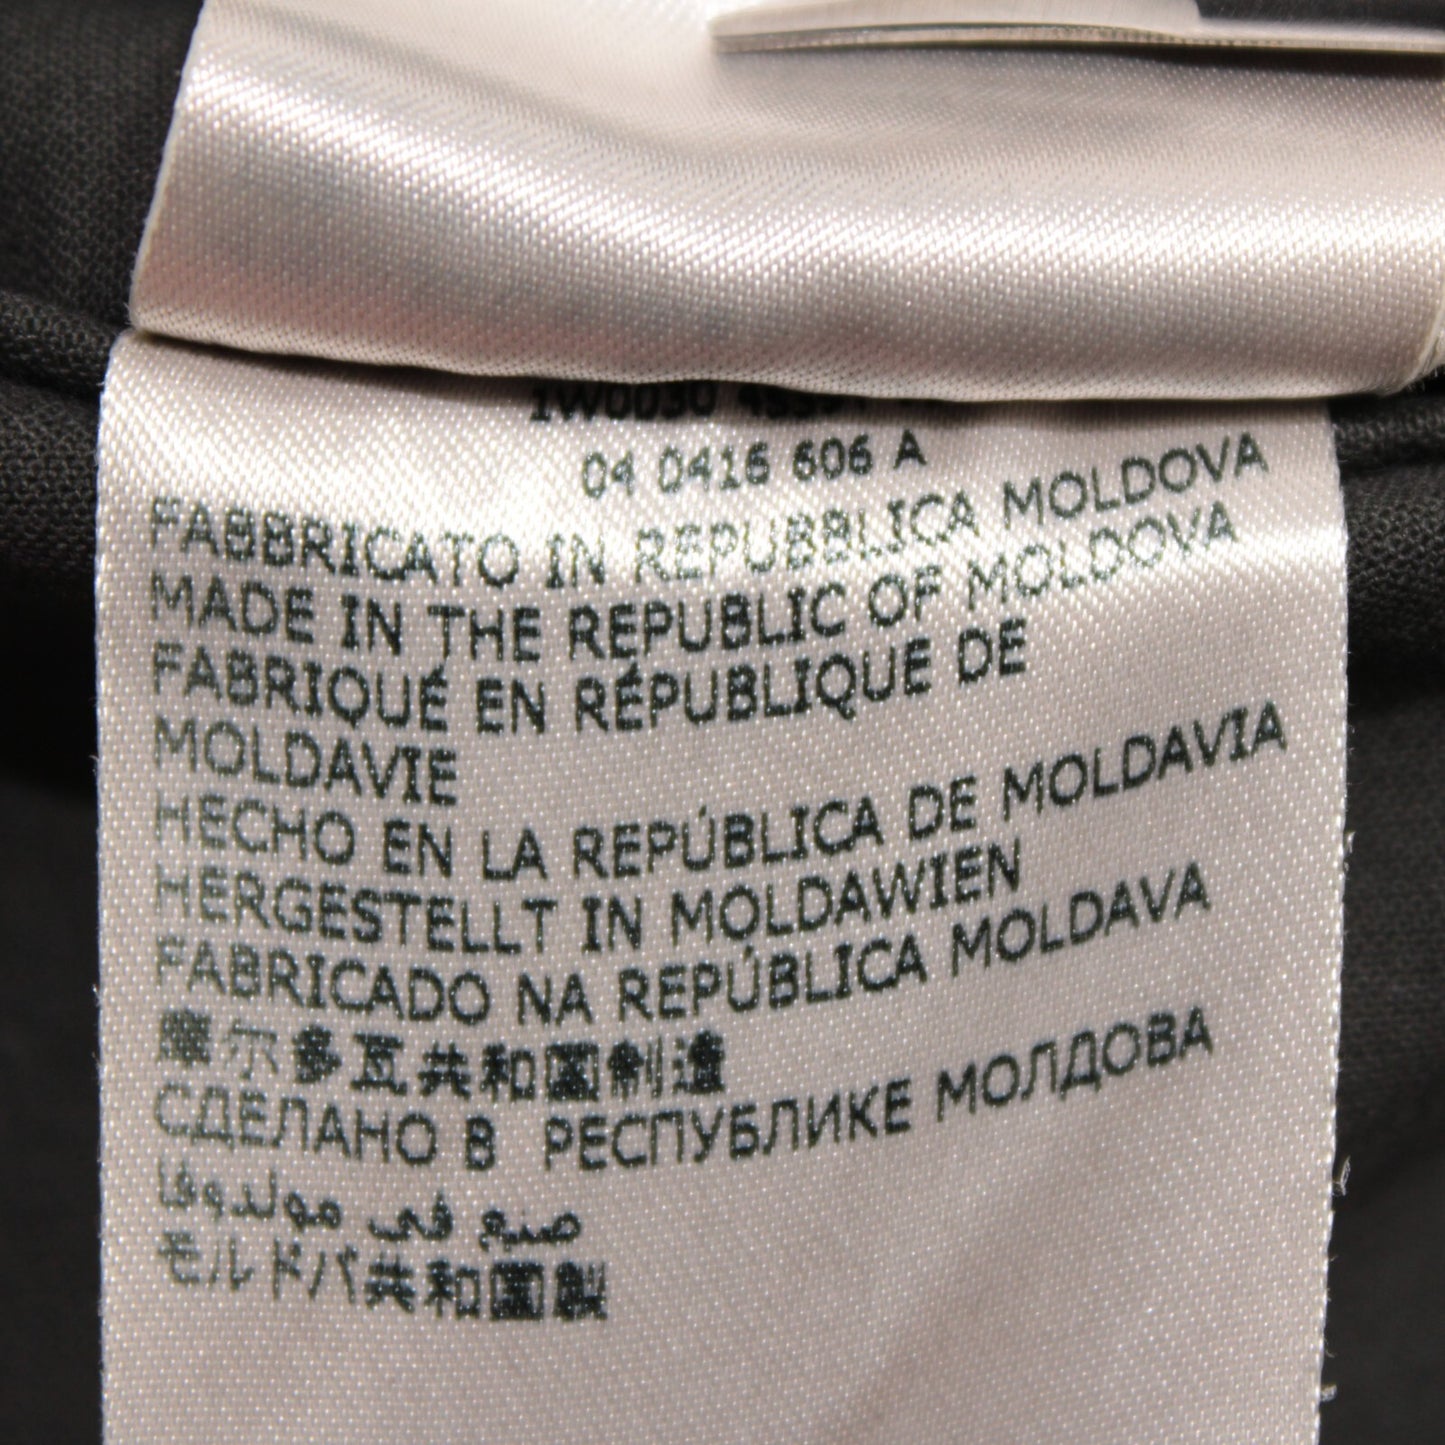 1W0030
04 0416 606 A
FABBRICATO IN REPUBBLICA MOLDOVA
MADE IN THE REPUBLIC OF MOLDOVA
FABRIQUÉ EN RÉPUBLIQUE DE
MOLDAVIE
HECHO EN LA REPÚBLICA DE MOLDAVIA
HERGESTELLT IN MOLDAWIEN
FABRICADO NA REPÚBLICA MOLDAVA
摩尔多瓦共和国制造
СДЕЛАНО В РЕСПУБЛИКЕ МОЛДОВА
صنع في مولدوفا
モルドバ共和国製